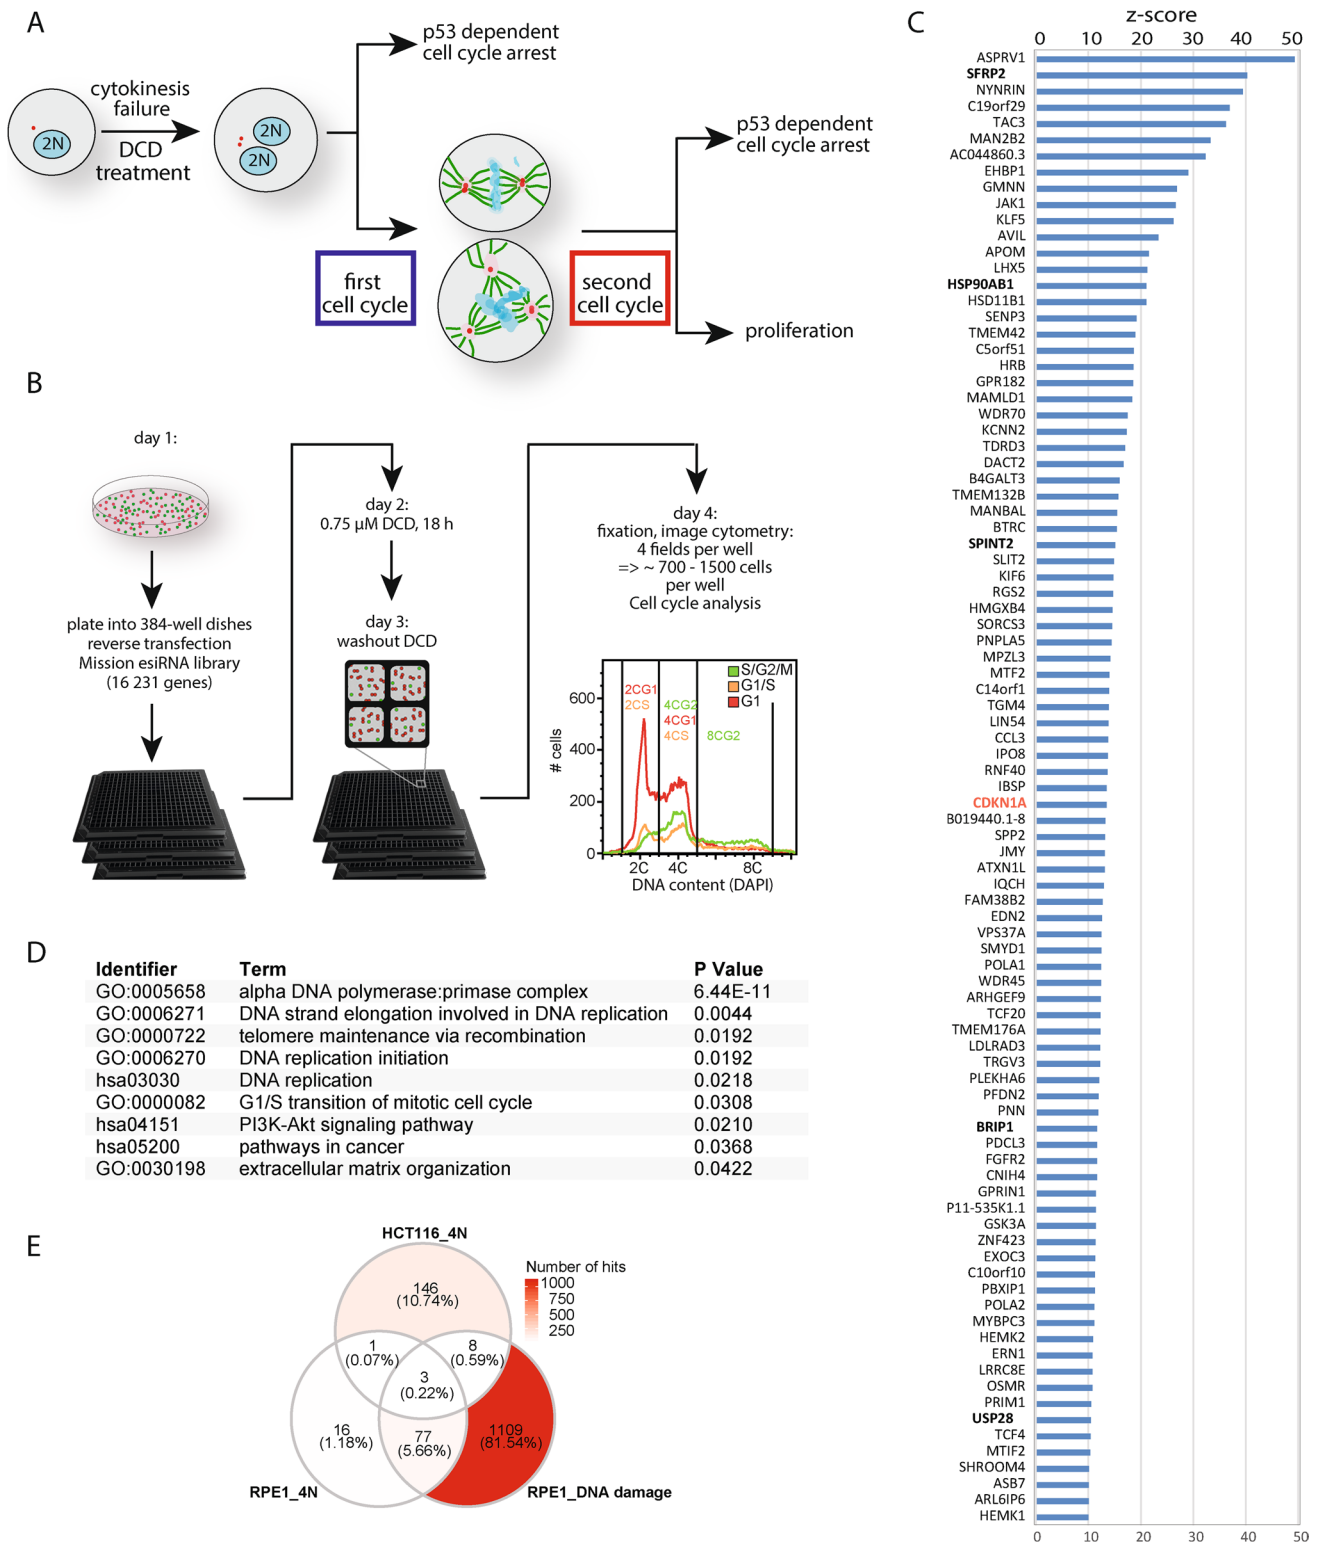 A
cytokinesis
failure
DCD
treatment
2N
2N
2N
p53 dependent
cell cycle arrest
first
cell cycle
second
cell cycle
p53 dependent
cell cycle arrest
proliferation
B
day 1:
plate into 384-well dishes
reverse transfection
Mission esiRNA library
(16 231 genes)
day 2:
0.75 µM DCD, 18 h
day 3:
washout DCD
day 4:
fixation, image cytometry:
4 fields per well
=> ~ 700 - 1500 cells
per well
Cell cycle analysis
S/G2/M
G1/S
G1
2CG1
2CS
4CG2
4CG1
4CS
8CG2
# cells
600
400
200
0
2C 4C 8C
DNA content (DAPI)
C
z-score
0 10 20 30 40 50
ASPRV1
SFRP2
NYNRIN
C19orf29
TAC3
MAN2B2
AC044860.3
EHBP1
GMNN
JAK1
KLF5
AVIL
APOM
LHX5
HSP90AB1
HSD11B1
SENP3
TMEM42
C5orf51
HRB
GPR182
MAMLD1
WDR70
KCNN2
TDRD3
DACT2
B4GALT3
TMEM132B
MANBAL
BTRC
SPINT2
SLIT2
KIF6
RGS2
HMGXB4
SORCS3
PNPLA5
MPZL3
MTF2
C14orf1
TGM4
LIN54
CCL3
IPO8
RNF40
IBSP
CDKN1A
B019440.1-8
SPP2
JMY
ATXN1L
IQCH
FAM38B2
EDN2
VPS37A
SMYD1
POLA1
WDR45
ARHGEF9
TCF20
TMEM176A
LDLRAD3
TRGV3
PLEKHA6
PFDN2
PNN
BRIP1
PDCL3
FGFR2
CNIH4
GPRIN1
P11-535K1.1
GSK3A
ZNF423
EXOC3
C10orf10
PBXIP1
POLA2
MYBPC3
HEMK2
ERN1
LRRC8E
OSMR
PRIM1
USP28
TCF4
MTIF2
SHROOM4
ASB7
ARL6IP6
HEMK1
0 10 20 30 40 50
D
Identifier Term P Value
GO:0005658 alpha DNA polymerase:primase complex 6.44E-11
GO:0006271 DNA strand elongation involved in DNA replication 0.0044
GO:0000722 telomere maintenance via recombination 0.0192
GO:0006270 DNA replication initiation 0.0192
hsa03030 DNA replication 0.0218
GO:0000082 G1/S transition of mitotic cell cycle 0.0308
hsa04151 PI3K-Akt signaling pathway 0.0210
hsa05200 pathways in cancer 0.0368
GO:0030198 extracellular matrix organization 0.0422
E
HCT116_4N
Number of hits
1000
750
500
250
146
(10.74%)
1
(0.07%)
8
(0.59%)
3
(0.22%)
16
(1.18%)
77
(5.66%)
1109
(81.54%)
RPE1_4N
RPE1_DNA damage